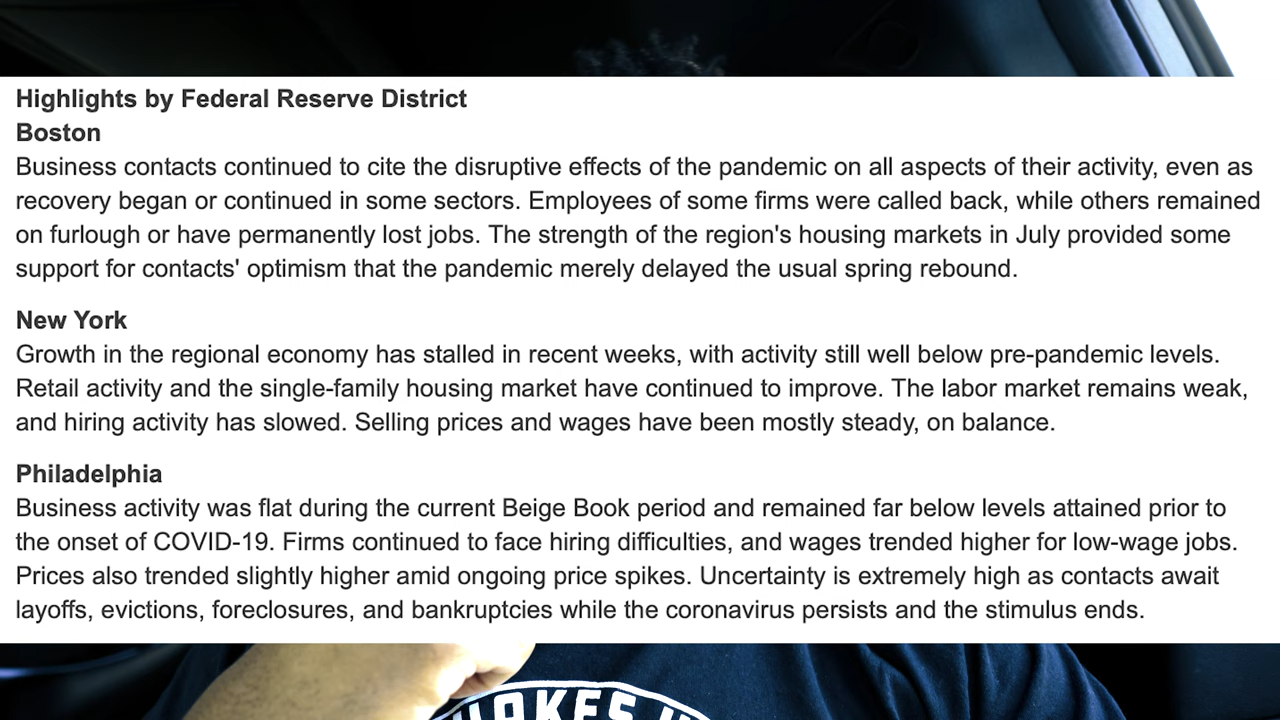 Highlights by Federal Reserve District
Boston
Business contacts continued to cite the disruptive effects of the pandemic on all aspects of their activity, even as
recovery began or continued in some sectors. Employees of some firms were called back, while others remained
on furlough or have permanently lost jobs. The strength of the region's housing markets in July provided some
support for contacts' optimism that the pandemic merely delayed the usual spring rebound.
New York
Growth in the regional economy has stalled in recent weeks, with activity still well below pre-pandemic levels.
Retail activity and the single-family housing market have continued to improve. The labor market remains weak,
and hiring activity has slowed. Selling prices and wages have been mostly steady, on balance.
Philadelphia
Business activity was flat during the current Beige Book period and remained far below levels attained prior to
the onset of COVID-19. Firms continued to face hiring difficulties, and wages trended higher for low-wage jobs.
Prices also trended slightly higher amid ongoing price spikes. Uncertainty is extremely high as contacts await
layoffs, evictions, foreclosures, and bankruptcies while the coronavirus persists and the stimulus ends.